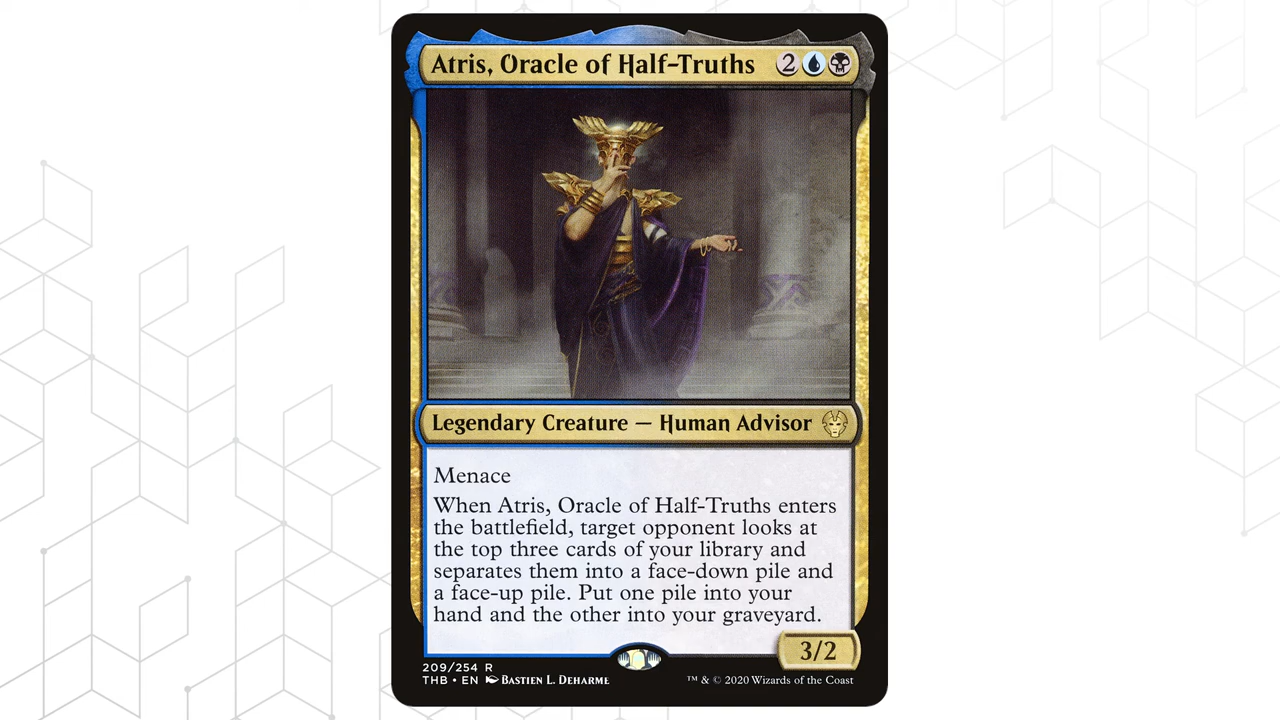 Atris, Oracle of Half-Truths 2
Legendary Creature — Human Advisor
Menace
When Atris, Oracle of Half-Truths enters
the battlefield, target opponent looks at
the top three cards of your library and
separates them into a face-down pile and
a face-up pile. Put one pile into your
hand and the other into your graveyard.
3/2
209/254 R
THB • EN Bastien L. Deharme ™ & © 2020 Wizards of the Coast